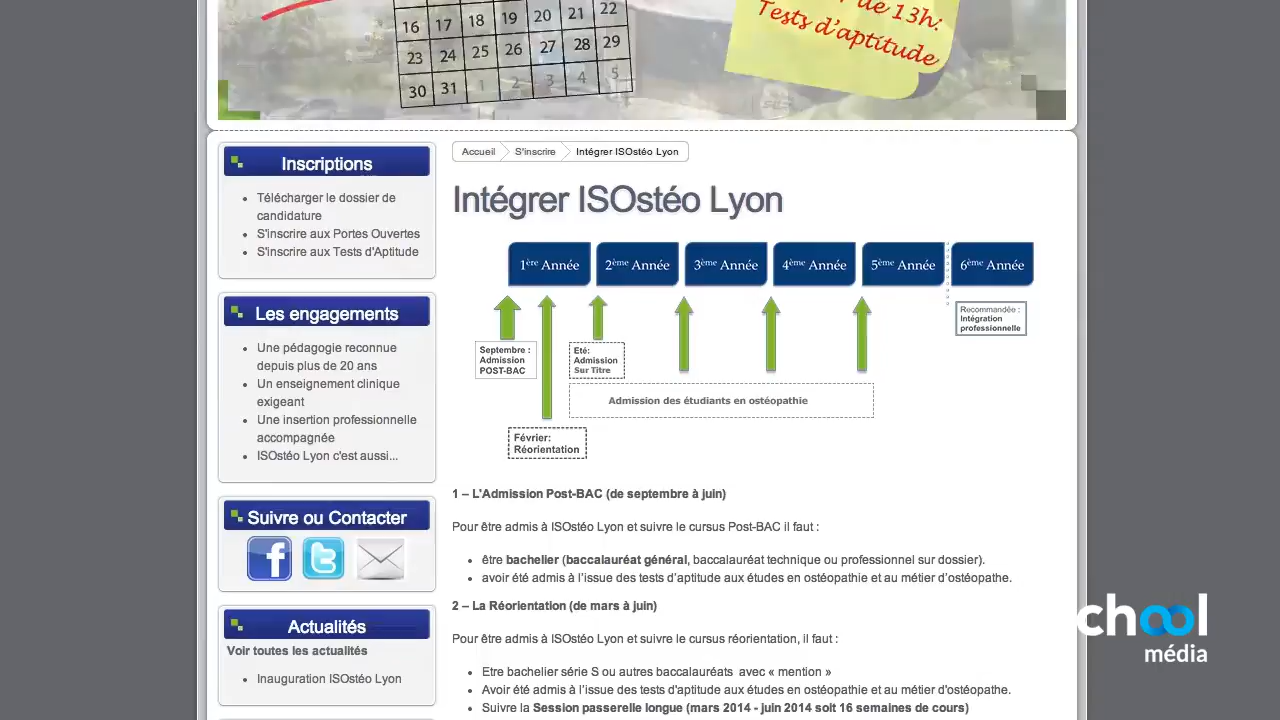 de 13h:
Tests d'aptitude
16 17 18 19 20 21 22
23 24 25 26 27 28 29
30 31 1 2 3 4 5
Inscriptions
Télécharger le dossier de
candidature
S'inscrire aux Portes Ouvertes
S'inscrire aux Tests d'Aptitude
Les engagements
Une pédagogie reconnue
depuis plus de 20 ans
Un enseignement clinique
exigeant
Une insertion professionnelle
accompagnée
ISOstéo Lyon c'est aussi...
Suivre ou Contacter
Actualités
Voir toutes les actualités
Inauguration ISOstéo Lyon
Accueil S'inscrire Intégrer ISOstéo Lyon
Intégrer ISOstéo Lyon
1ère Année 2ème Année 3ème Année 4ème Année 5ème Année 6ème Année
Recommandée :
Intégration
professionnelle
Septembre :
Admission
POST-BAC
Eté:
Admission
Sur Titre
Admission des étudiants en ostéopathie
Février:
Réorientation
1 – L'Admission Post-BAC (de septembre à juin)
Pour être admis à ISOstéo Lyon et suivre le cursus Post-BAC il faut :
être bachelier (baccalauréat général, baccalauréat technique ou professionnel sur dossier).
avoir été admis à l'issue des tests d'aptitude aux études en ostéopathie et au métier d'ostéopathe.
2 – La Réorientation (de mars à juin)
Pour être admis à ISOstéo Lyon et suivre le cursus réorientation, il faut :
Etre bachelier série S ou autres baccalauréats avec « mention »
Avoir été admis à l'issue des tests d'aptitude aux études en ostéopathie et au métier d'ostéopathe.
Suivre la Session passerelle longue (mars 2014 - juin 2014 soit 16 semaines de cours)
chool
média